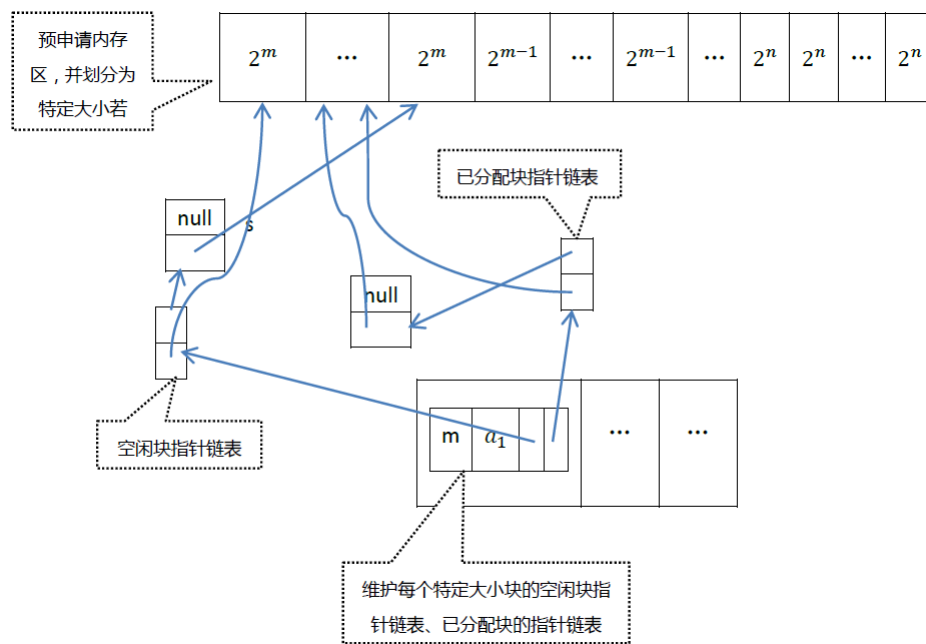 预申请内存
区，并划分为
特定大小若
2^m ... 2^m 2^{m-1} ... 2^{m-1} ... 2^n 2^n ... 2^n
已分配块指针链表
null
s
null
空闲块指针链表
m a_1
... ...
维护每个特定大小块的空闲块指
针链表、已分配块的指针链表